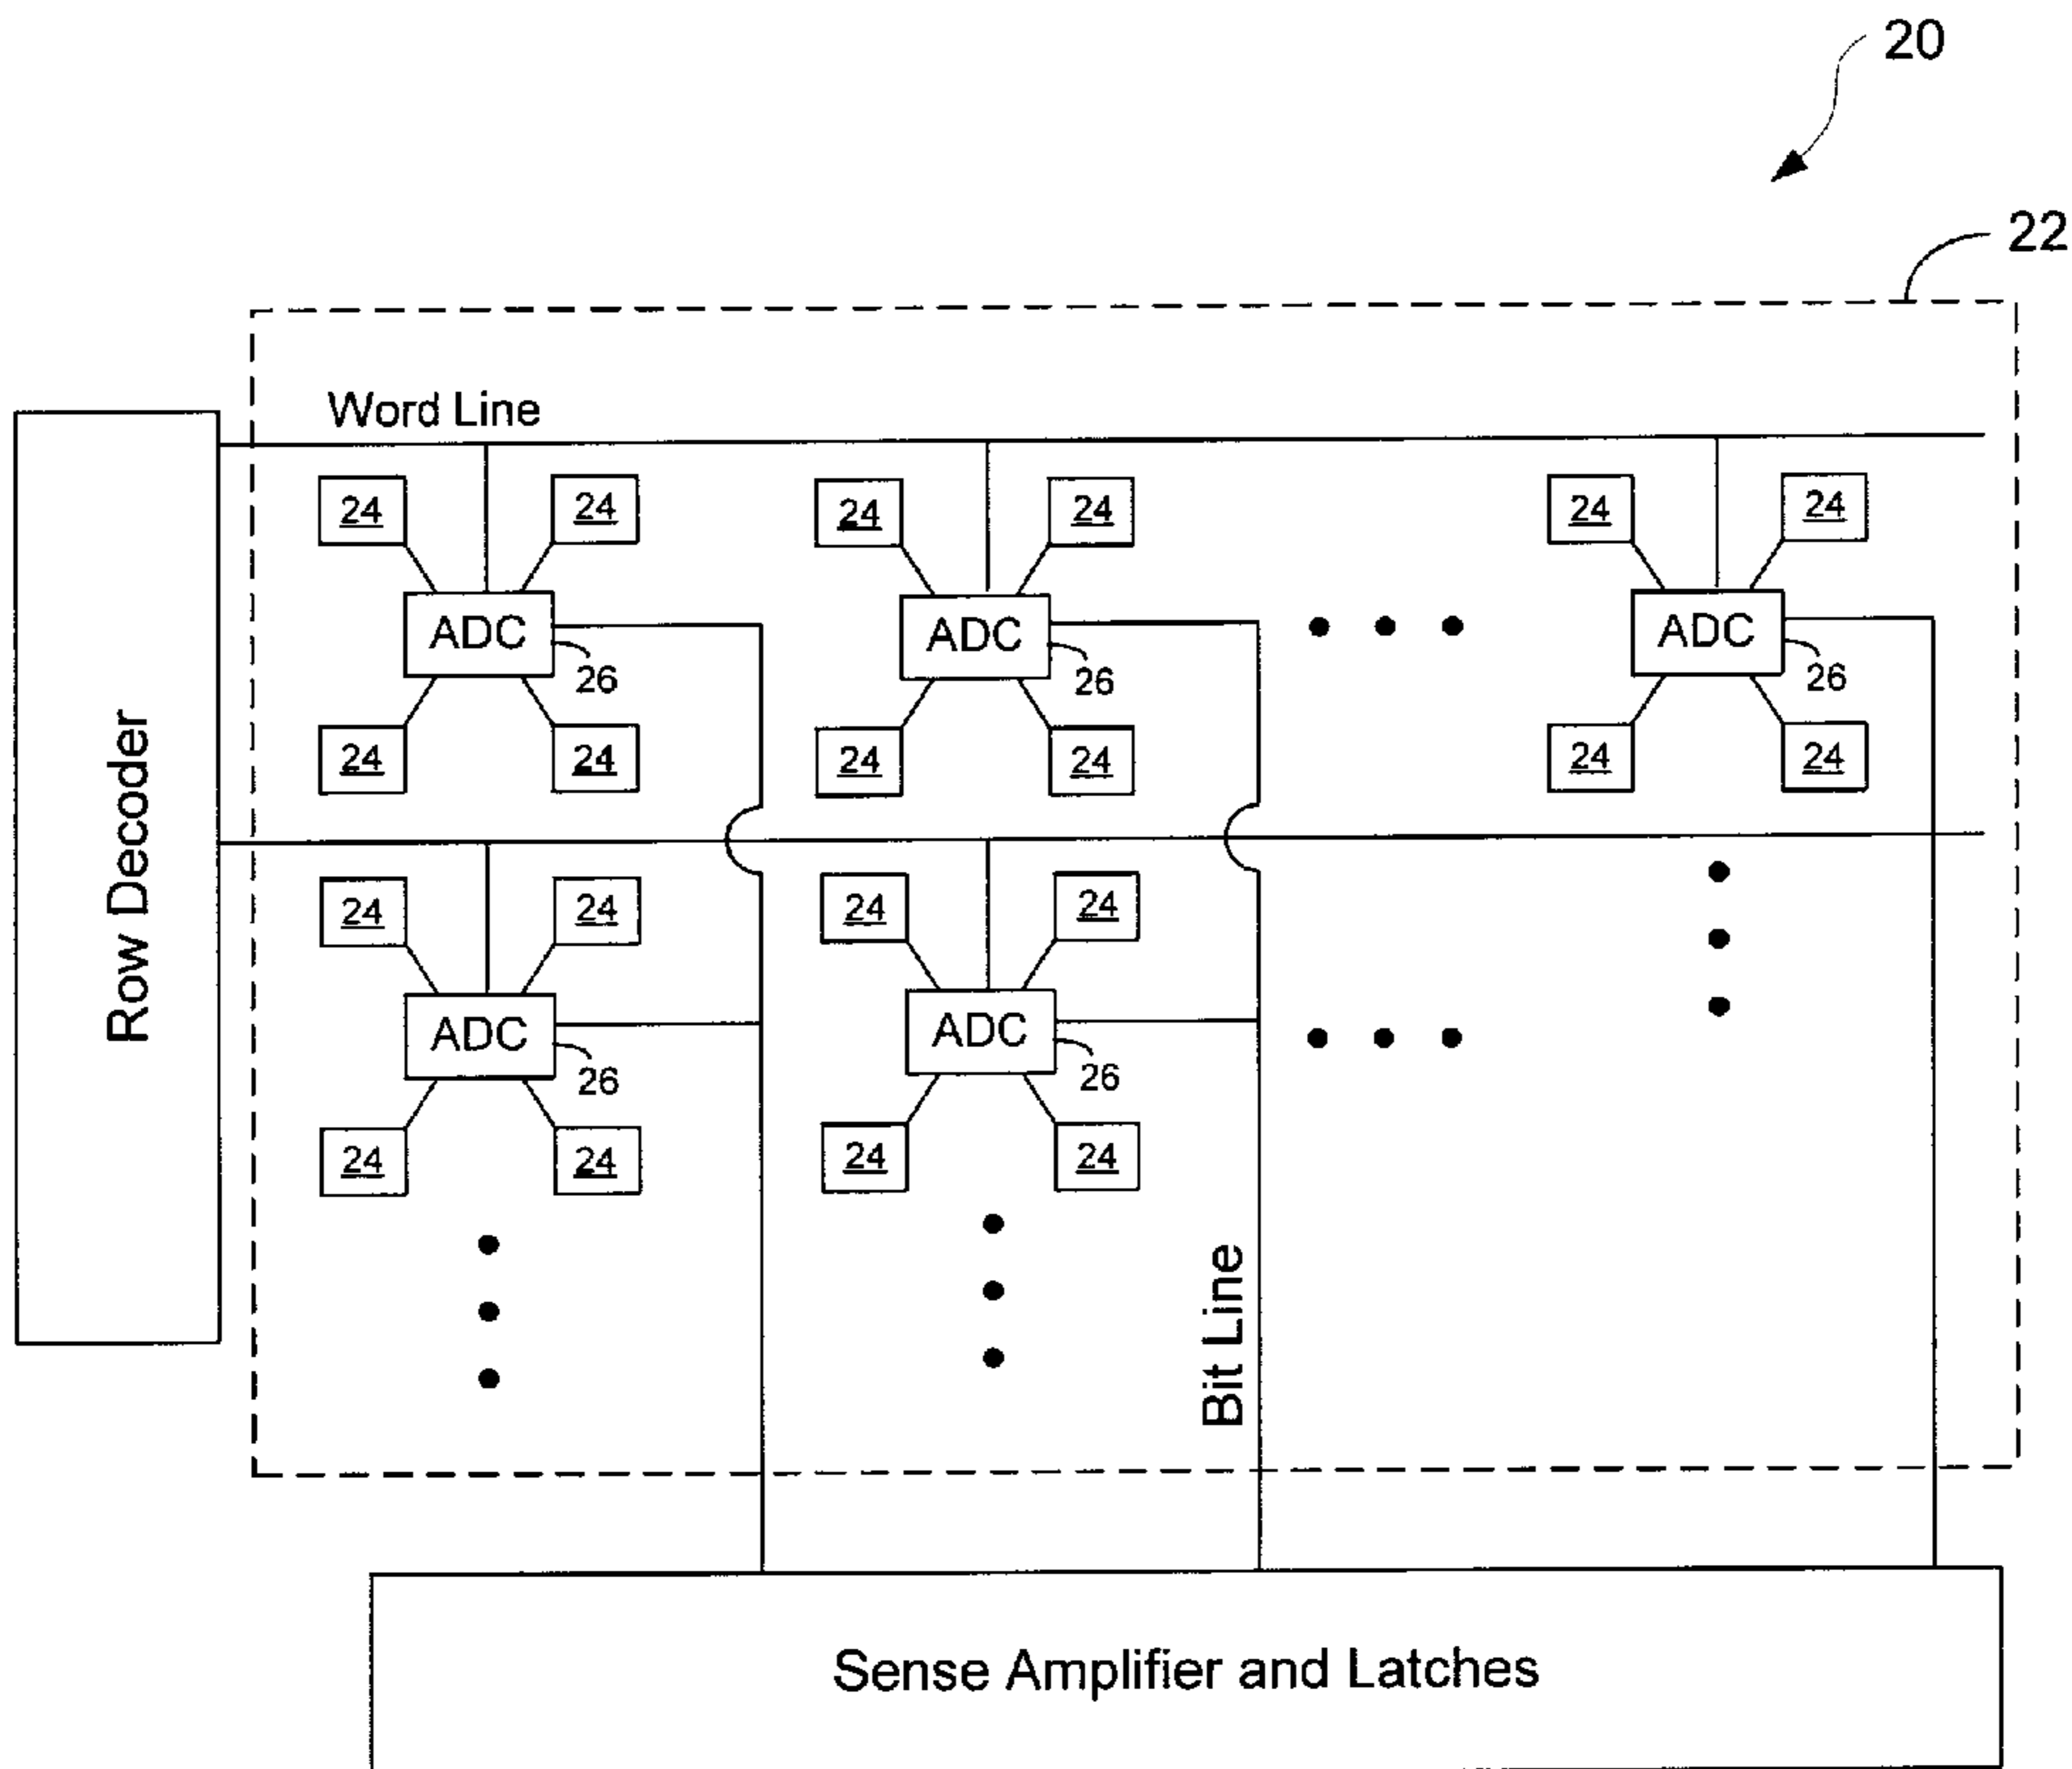 20
22
Word Line
24 24 24 24 24 24
ADC ADC ADC
26 26 26
24 24 24 24 24 24
Row Decoder
24 24 24 24
ADC ADC
26 26
24 24 24 24
Bit Line
Sense Amplifier and Latches